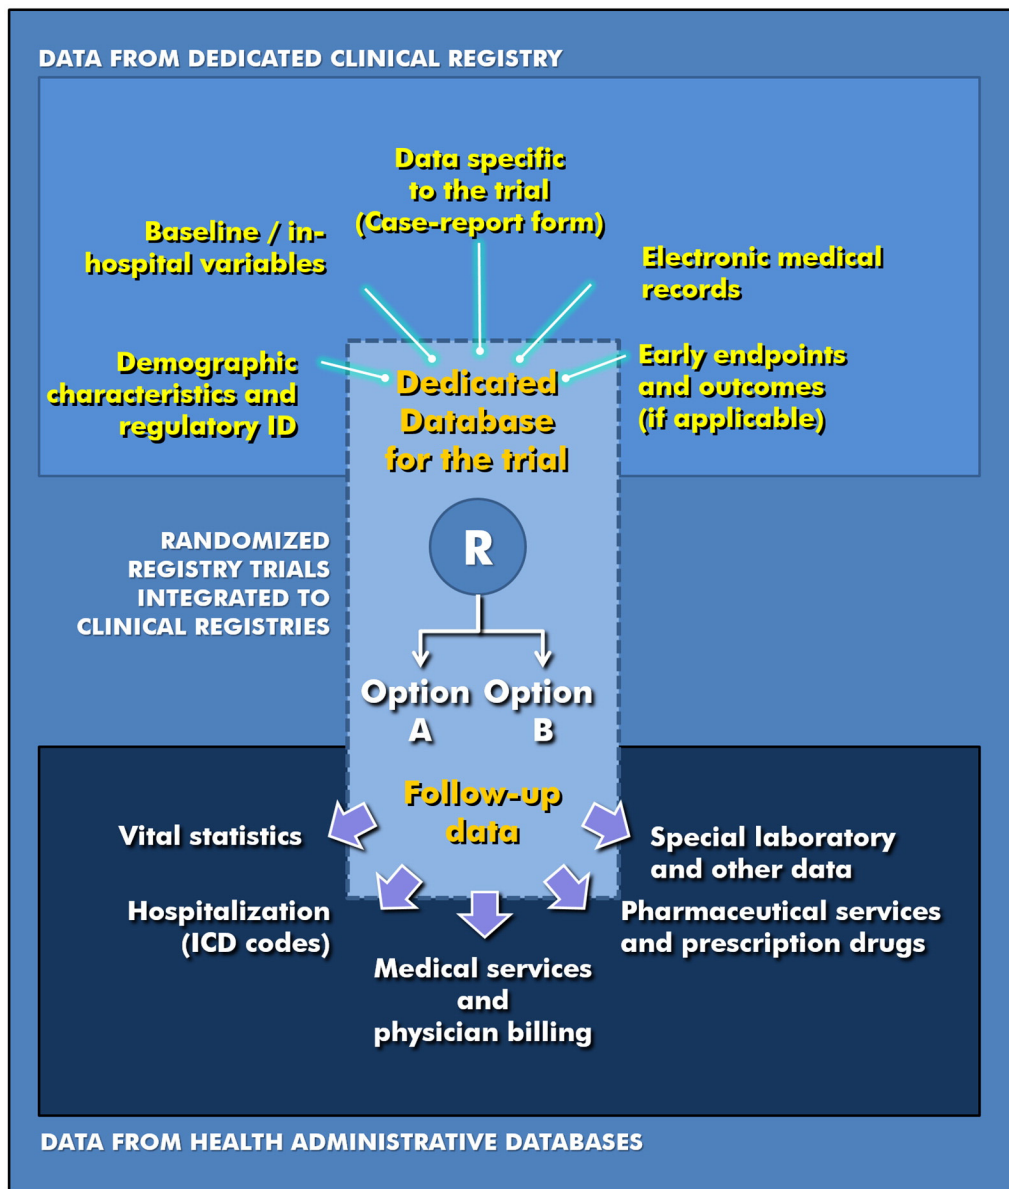 DATA FROM DEDICATED CLINICAL REGISTRY
Data specific
to the trial
(Case-report form)
Baseline / in-
hospital variables
Electronic medical
records
Demographic
characteristics and
regulatory ID
Early endpoints
and outcomes
(if applicable)
Dedicated
Database
for the trial
R
RANDOMIZED
REGISTRY TRIALS
INTEGRATED TO
CLINICAL REGISTRIES
Option
A
Option
B
Follow-up
data
Vital statistics
Special laboratory
and other data
Hospitalization
(ICD codes)
Pharmaceutical services
and prescription drugs
Medical services
and
physician billing
DATA FROM HEALTH ADMINISTRATIVE DATABASES